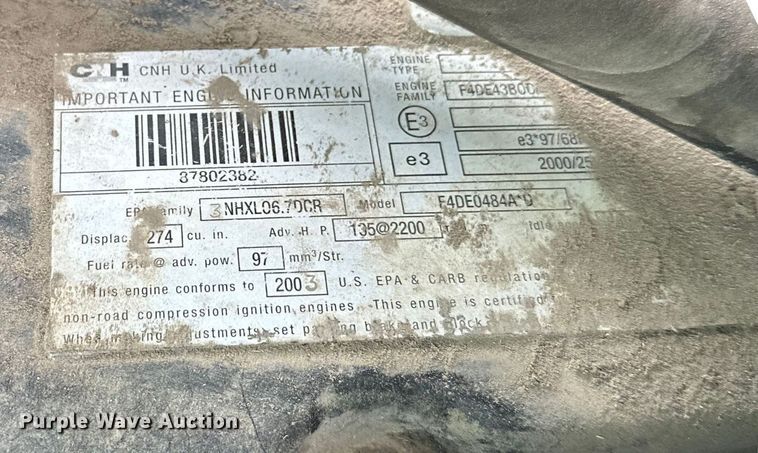 CNH CNH U.K. Limited
IMPORTANT ENGINE INFORMATION
87802382
ENGINE TYPE
ENGINE FAMILY
E3
e3 e3*97/68
2000/25
EPA Family 3NHXL06.7DCR Model F4DE0484A*D
Displac 274 cu. in. Adv. H. P. 135@2200 Idle
Fuel rate @ adv. pow. 97 mm³/Str.
This engine conforms to 2003 U.S. EPA & CARB regulation
non-road compression ignition engines. This engine is certified
When making adjustments set parking brake and block
Purple Wave Auction